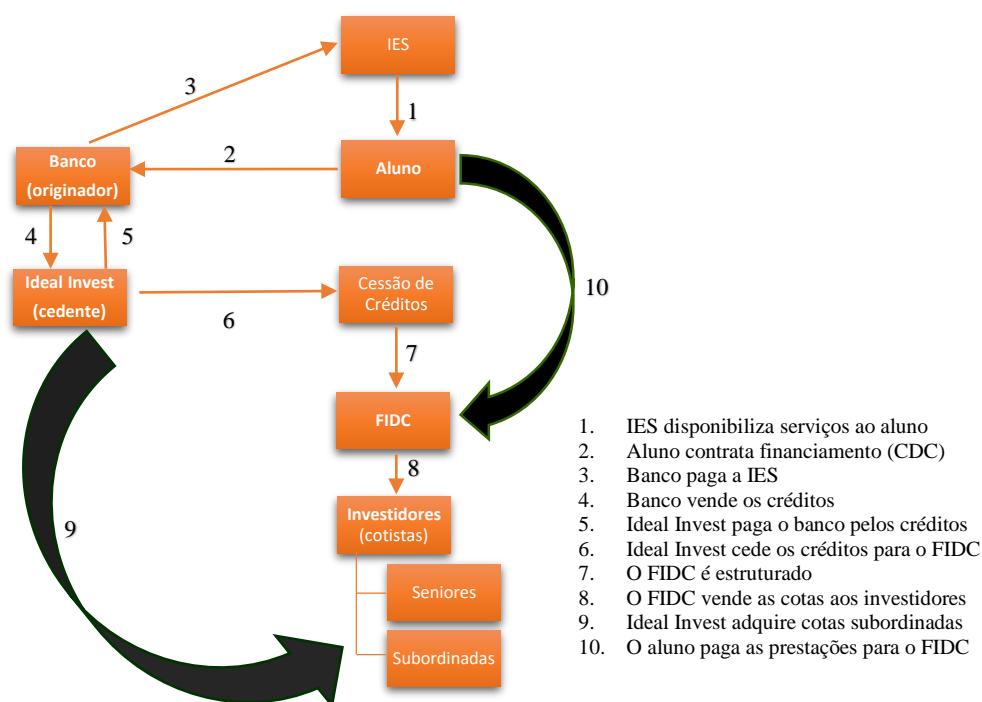 IES
3
1
Banco
(originador)
2
Aluno
4
5
Ideal Invest
(cedente)
6
Cessão de
Créditos
10
7
FIDC
8
9
Investidores
(cotistas)
Seniores
Subordinadas
1. IES disponibiliza serviços ao aluno
2. Aluno contrata financiamento (CDC)
3. Banco paga a IES
4. Banco vende os créditos
5. Ideal Invest paga o banco pelos créditos
6. Ideal Invest cede os créditos para o FIDC
7. O FIDC é estruturado
8. O FIDC vende as cotas aos investidores
9. Ideal Invest adquire cotas subordinadas
10. O aluno paga as prestações para o FIDC